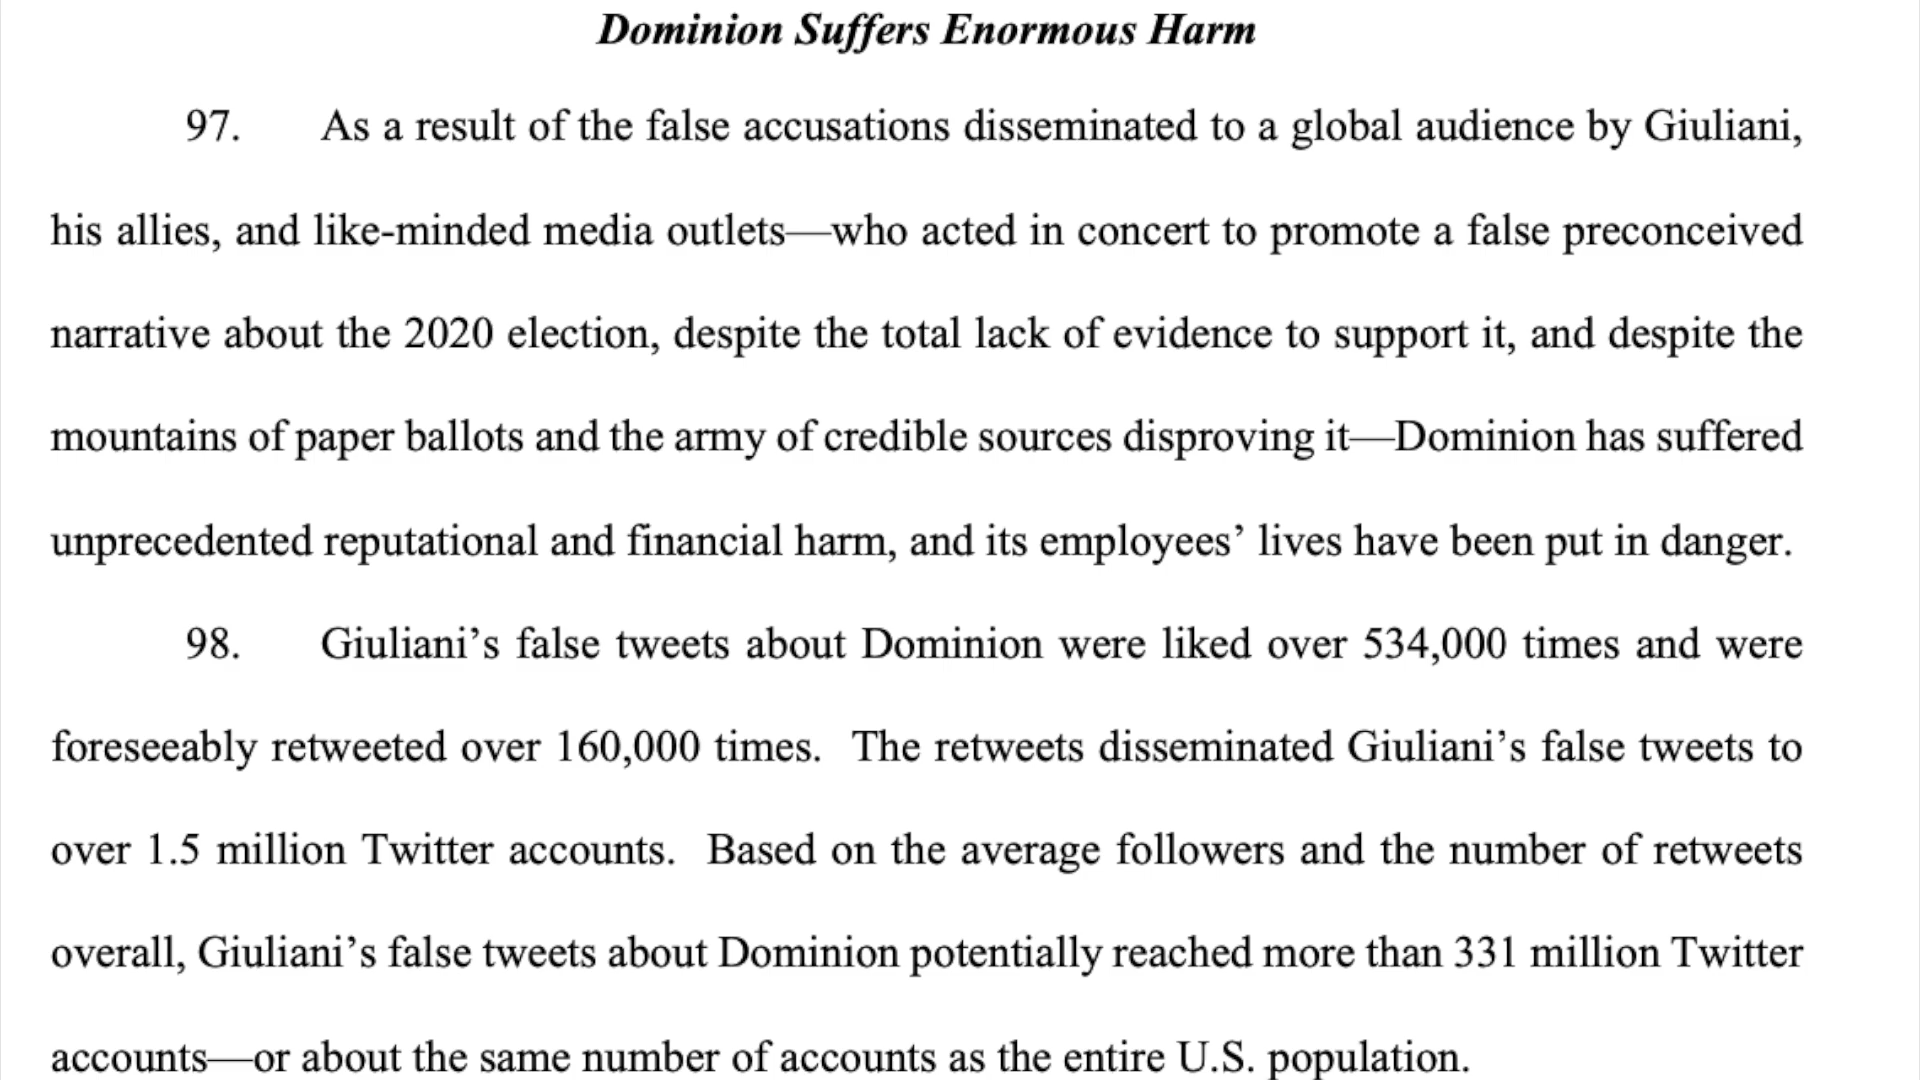 Dominion Suffers Enormous Harm
97. As a result of the false accusations disseminated to a global audience by Giuliani,
his allies, and like-minded media outlets—who acted in concert to promote a false preconceived
narrative about the 2020 election, despite the total lack of evidence to support it, and despite the
mountains of paper ballots and the army of credible sources disproving it—Dominion has suffered
unprecedented reputational and financial harm, and its employees’ lives have been put in danger.
98. Giuliani’s false tweets about Dominion were liked over 534,000 times and were
foreseeably retweeted over 160,000 times. The retweets disseminated Giuliani’s false tweets to
over 1.5 million Twitter accounts. Based on the average followers and the number of retweets
overall, Giuliani’s false tweets about Dominion potentially reached more than 331 million Twitter
accounts—or about the same number of accounts as the entire U.S. population.